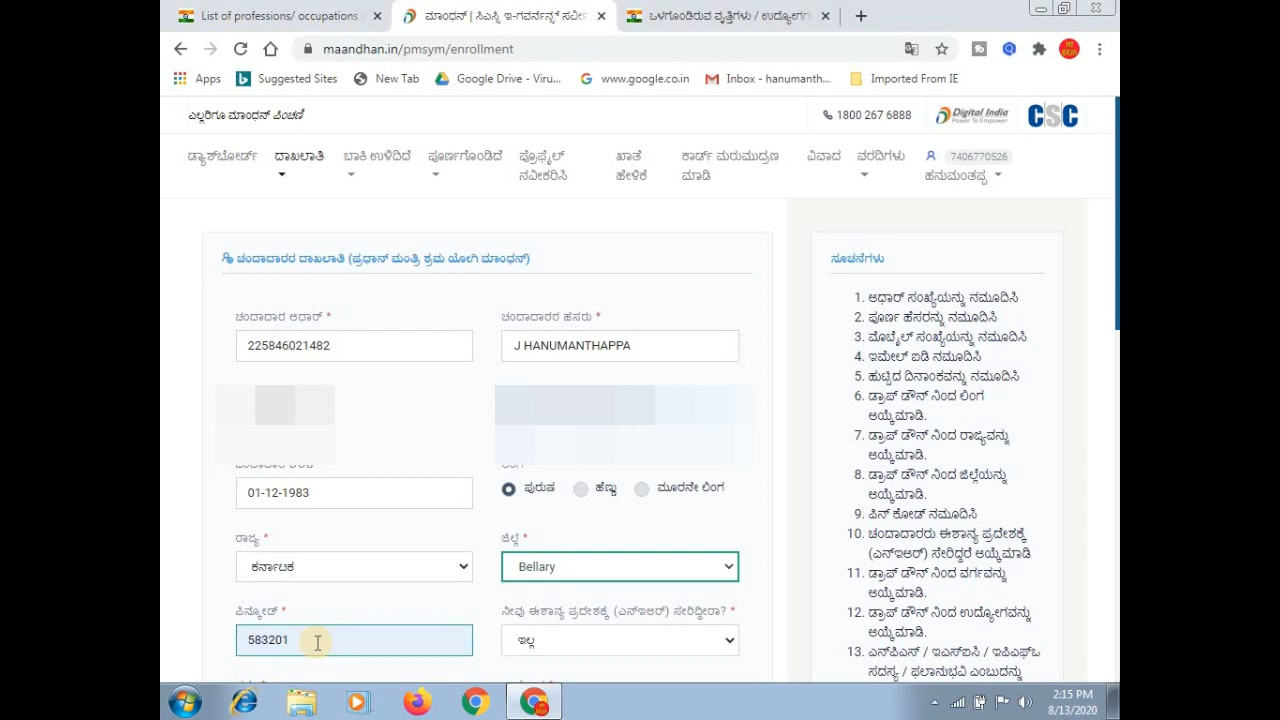 List of professions/ occupations
ಮಾಂಧನ್ | ಸಿಎಸ್ಸಿ ಇ-ಗವರ್ನೆನ್ಸ್ ಸರ್ವೀ
ಒಳಗೊಂಡಿರುವ ವೃತ್ತಿಗಳು / ಉದ್ಯೋಗಗ
maandhan.in/pmsym/enrollment
Apps Suggested Sites New Tab Google Drive - Viru... www.google.co.in Inbox - hanumanth... Imported From IE
ಎಲ್ಲರಿಗೂ ಮಾಂಧನ್ ಪಿಂಚಣಿ
1800 267 6888 Digital India Power To Empower CSC
ಡ್ಯಾಶ್‌ಬೋರ್ಡ್ ದಾಖಲಾತಿ ಬಾಕಿ ಉಳಿದಿದೆ ಪೂರ್ಣಗೊಂಡಿದೆ ಪ್ರೊಫೈಲ್ ನವೀಕರಿಸಿ ಖಾತೆ ಹೇಳಿಕೆ ಕಾರ್ಡ್ ಮರುಮುದ್ರಣ ಮಾಡಿ ವಿವಾದ ವರದಿಗಳು 7406770526 ಹನುಮಂತಪ್ಪ
ಚಂದಾದಾರರ ದಾಖಲಾತಿ (ಪ್ರಧಾನ್ ಮಂತ್ರಿ ಶ್ರಮ ಯೋಗಿ ಮಾಂಧನ್)
ಚಂದಾದಾರ ಆಧಾರ್ *
225846021482
ಚಂದಾದಾರರ ಹೆಸರು *
J HANUMANTHAPPA
01-12-1983
ಪುರುಷ ಹೆಣ್ಣು ಮೂರನೇ ಲಿಂಗ
ರಾಜ್ಯ *
ಕರ್ನಾಟಕ
ಜಿಲ್ಲೆ *
Bellary
ಪಿನ್ಕೋಡ್ *
583201
ನೀವು ಈಶಾನ್ಯ ಪ್ರದೇಶಕ್ಕೆ (ಎನ್ಇಆರ್) ಸೇರಿದ್ದೀರಾ? *
ಇಲ್ಲ
ಸೂಚನೆಗಳು
1. ಆಧಾರ್ ಸಂಖ್ಯೆಯನ್ನು ನಮೂದಿಸಿ
2. ಪೂರ್ಣ ಹೆಸರನ್ನು ನಮೂದಿಸಿ
3. ಮೊಬೈಲ್ ಸಂಖ್ಯೆಯನ್ನು ನಮೂದಿಸಿ
4. ಇಮೇಲ್ ಐಡಿ ನಮೂದಿಸಿ
5. ಹುಟ್ಟಿದ ದಿನಾಂಕವನ್ನು ನಮೂದಿಸಿ
6. ಡ್ರಾಪ್ ಡೌನ್ ನಿಂದ ಲಿಂಗ
ಆಯ್ಕೆಮಾಡಿ.
7. ಡ್ರಾಪ್ ಡೌನ್ ನಿಂದ ರಾಜ್ಯವನ್ನು
ಆಯ್ಕೆಮಾಡಿ.
8. ಡ್ರಾಪ್ ಡೌನ್ ನಿಂದ ಜಿಲ್ಲೆಯನ್ನು
ಆಯ್ಕೆಮಾಡಿ.
9. ಪಿನ್ ಕೋಡ್ ನಮೂದಿಸಿ
10. ಚಂದಾದಾರರು ಈಶಾನ್ಯ ಪ್ರದೇಶಕ್ಕೆ
(ಎನ್ಇಆರ್) ಸೇರಿದ್ದರೆ ಆಯ್ಕೆಮಾಡಿ
11. ಡ್ರಾಪ್ ಡೌನ್ ನಿಂದ ವರ್ಗವನ್ನು
ಆಯ್ಕೆಮಾಡಿ.
12. ಡ್ರಾಪ್ ಡೌನ್ ನಿಂದ ಉದ್ಯೋಗವನ್ನು
ಆಯ್ಕೆಮಾಡಿ.
13. ಎನ್‌ಪಿಎಸ್ / ಇಎಸ್‌ಐಸಿ / ಇಪಿಎಫ್‌ಒ
ಸದಸ್ಯ / ಫಲಾನುಭವಿ ಎಂಬುದನ್ನು
2:15 PM
8/13/2020